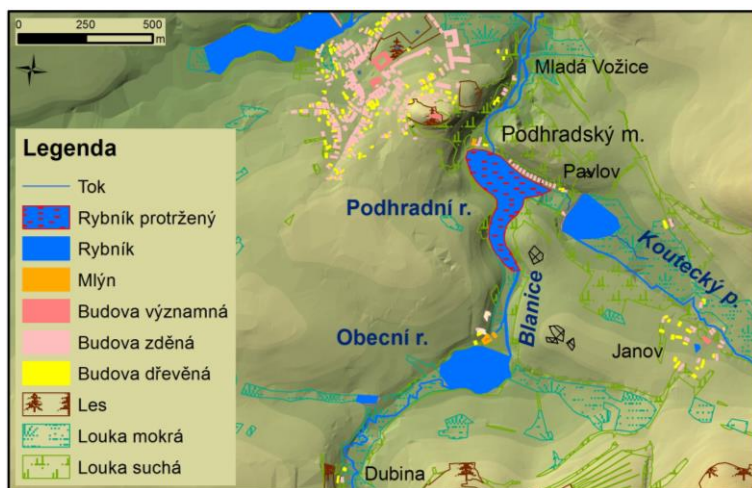 0 250 500
m
Legenda
Tok
Rybník protržený
Rybník
Mlýn
Budova významná
Budova zděná
Budova dřevěná
Les
Louka mokrá
Louka suchá
Mladá Vožice
Podhradský m.
Pavlov
Podhradní r.
Koutecký p.
Blanice
Obecní r.
Janov
Dubina